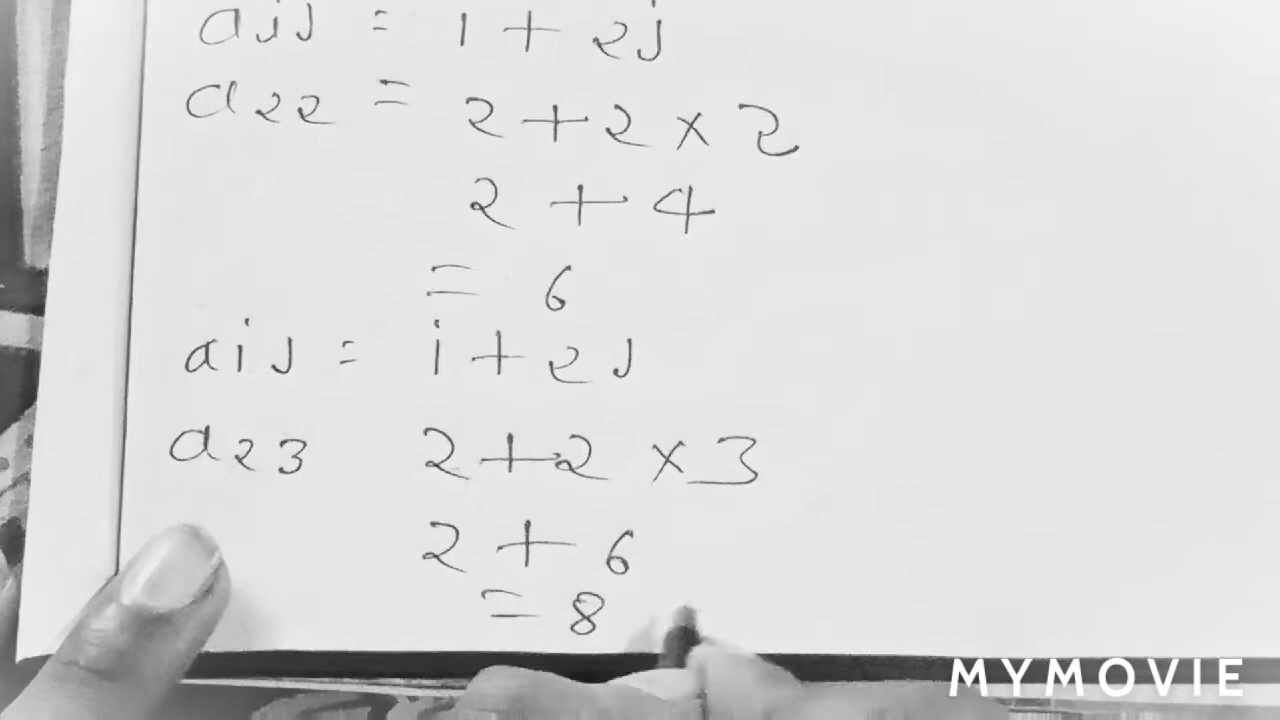 aij = i + 2j
a22 = 2 + 2 x 2
2 + 4
= 6
aij = i + 2j
a23 2 + 2 x 3
2 + 6
= 8
MYMOVIE